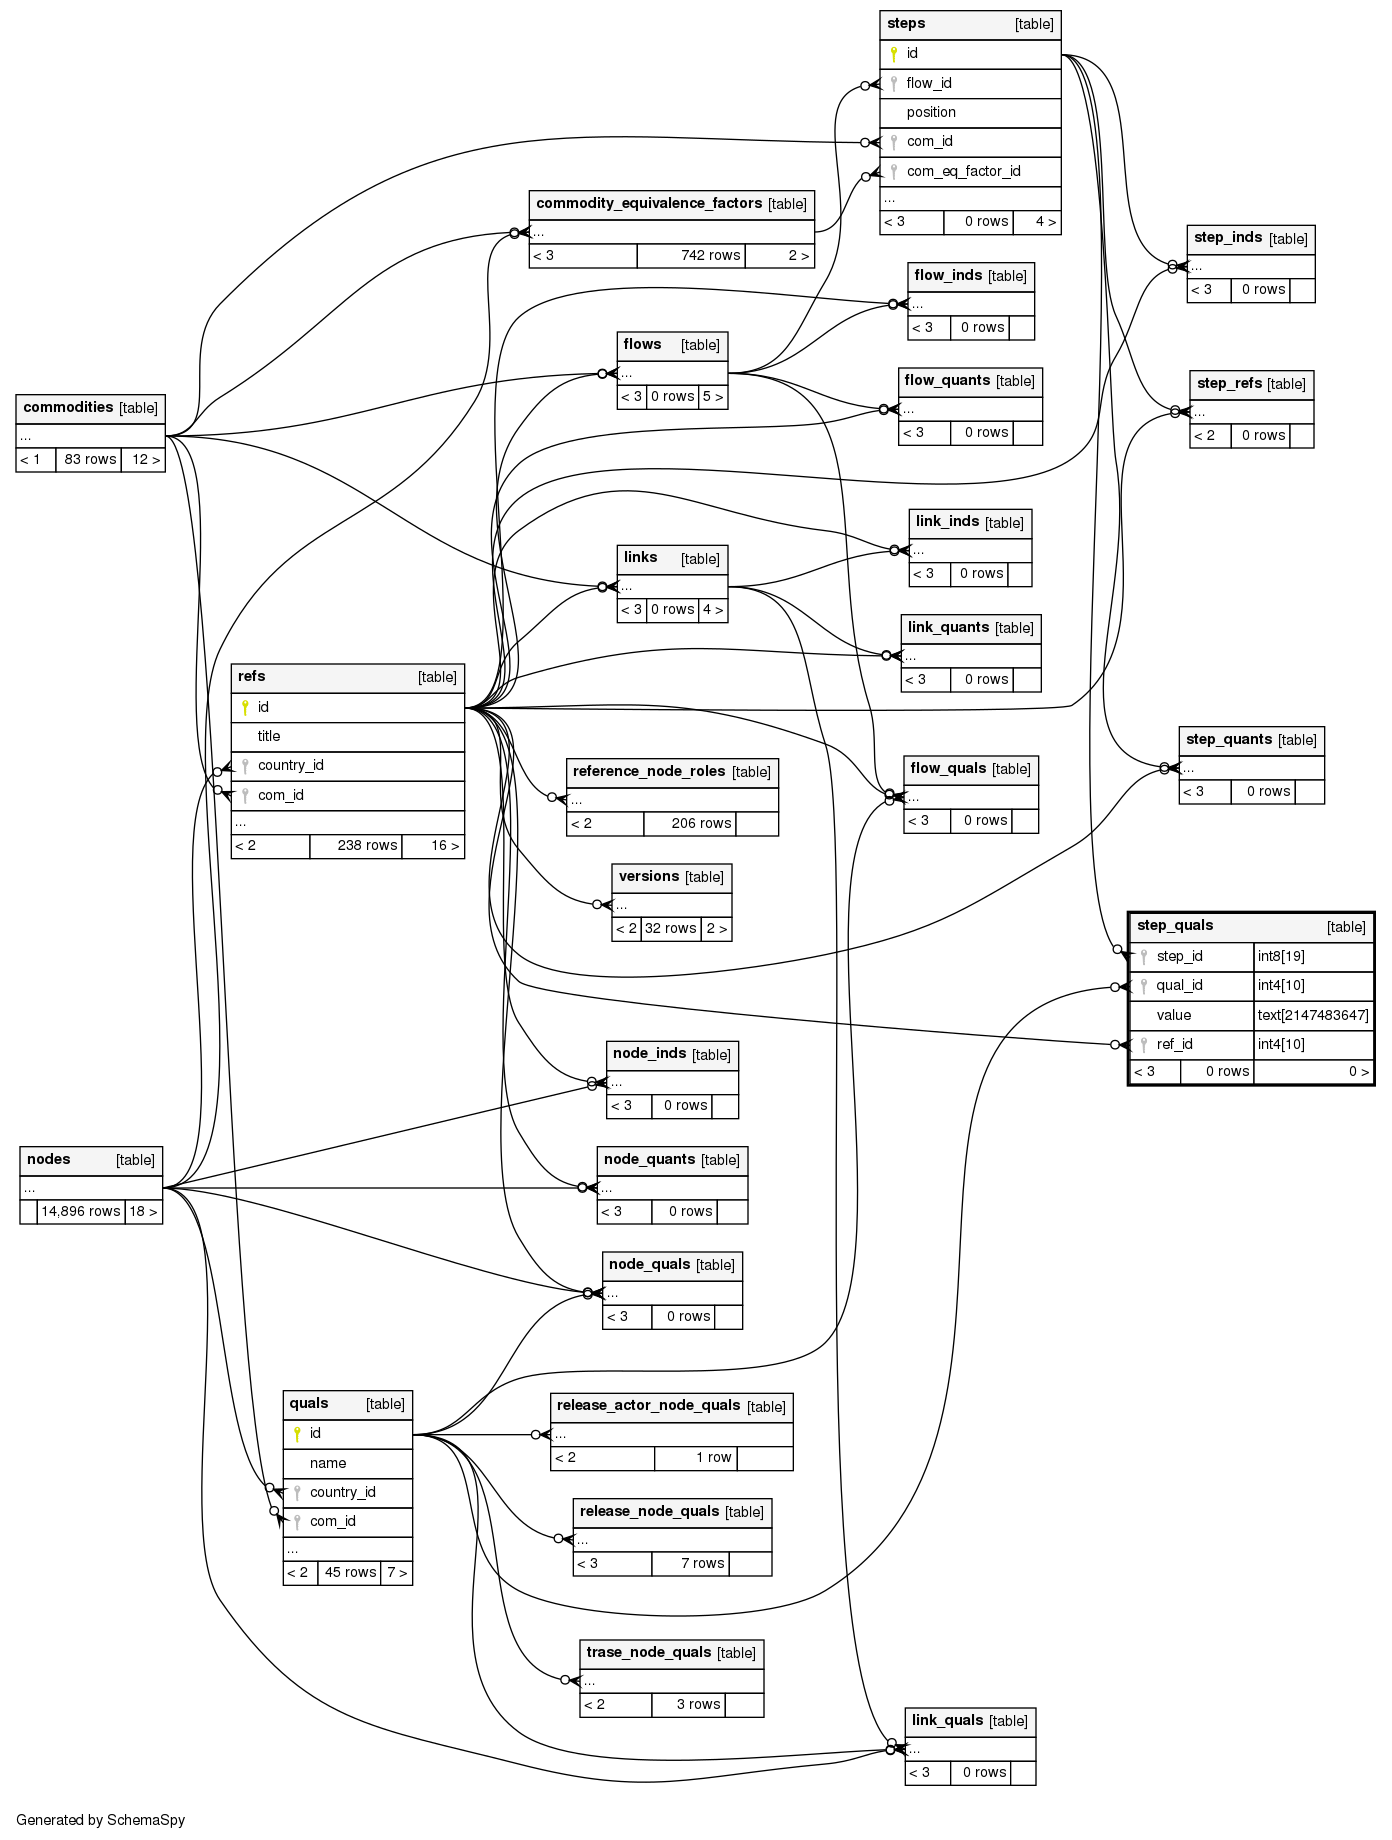 steps [table]
id
flow_id
position
com_id
com_eq_factor_id
...
< 3 0 rows 4 >
commodity_equivalence_factors [table]
...
< 3 742 rows 2 >
step_inds [table]
...
< 3 0 rows
flow_inds [table]
...
< 3 0 rows
flows [table]
...
< 3 0 rows 5 >
flow_quants [table]
...
< 3 0 rows
step_refs [table]
...
< 2 0 rows
commodities [table]
...
< 1 83 rows 12 >
link_inds [table]
...
< 3 0 rows
links [table]
...
< 3 0 rows 4 >
link_quants [table]
...
< 3 0 rows
refs [table]
id
title
country_id
com_id
...
< 2 238 rows 16 >
step_quants [table]
...
< 3 0 rows
reference_node_roles [table]
...
< 2 206 rows
flow_quals [table]
...
< 3 0 rows
versions [table]
...
< 2 32 rows 2 >
step_quals [table]
step_id int8[19]
qual_id int4[10]
value text[2147483647]
ref_id int4[10]
< 3 0 rows 0 >
node_inds [table]
...
< 3 0 rows
nodes [table]
...
14,896 rows 18 >
node_quants [table]
...
< 3 0 rows
node_quals [table]
...
< 3 0 rows
quals [table]
id
name
country_id
com_id
...
< 2 45 rows 7 >
release_actor_node_quals [table]
...
< 2 1 row
release_node_quals [table]
...
< 3 7 rows
trase_node_quals [table]
...
< 2 3 rows
link_quals [table]
...
< 3 0 rows
Generated by SchemaSpy